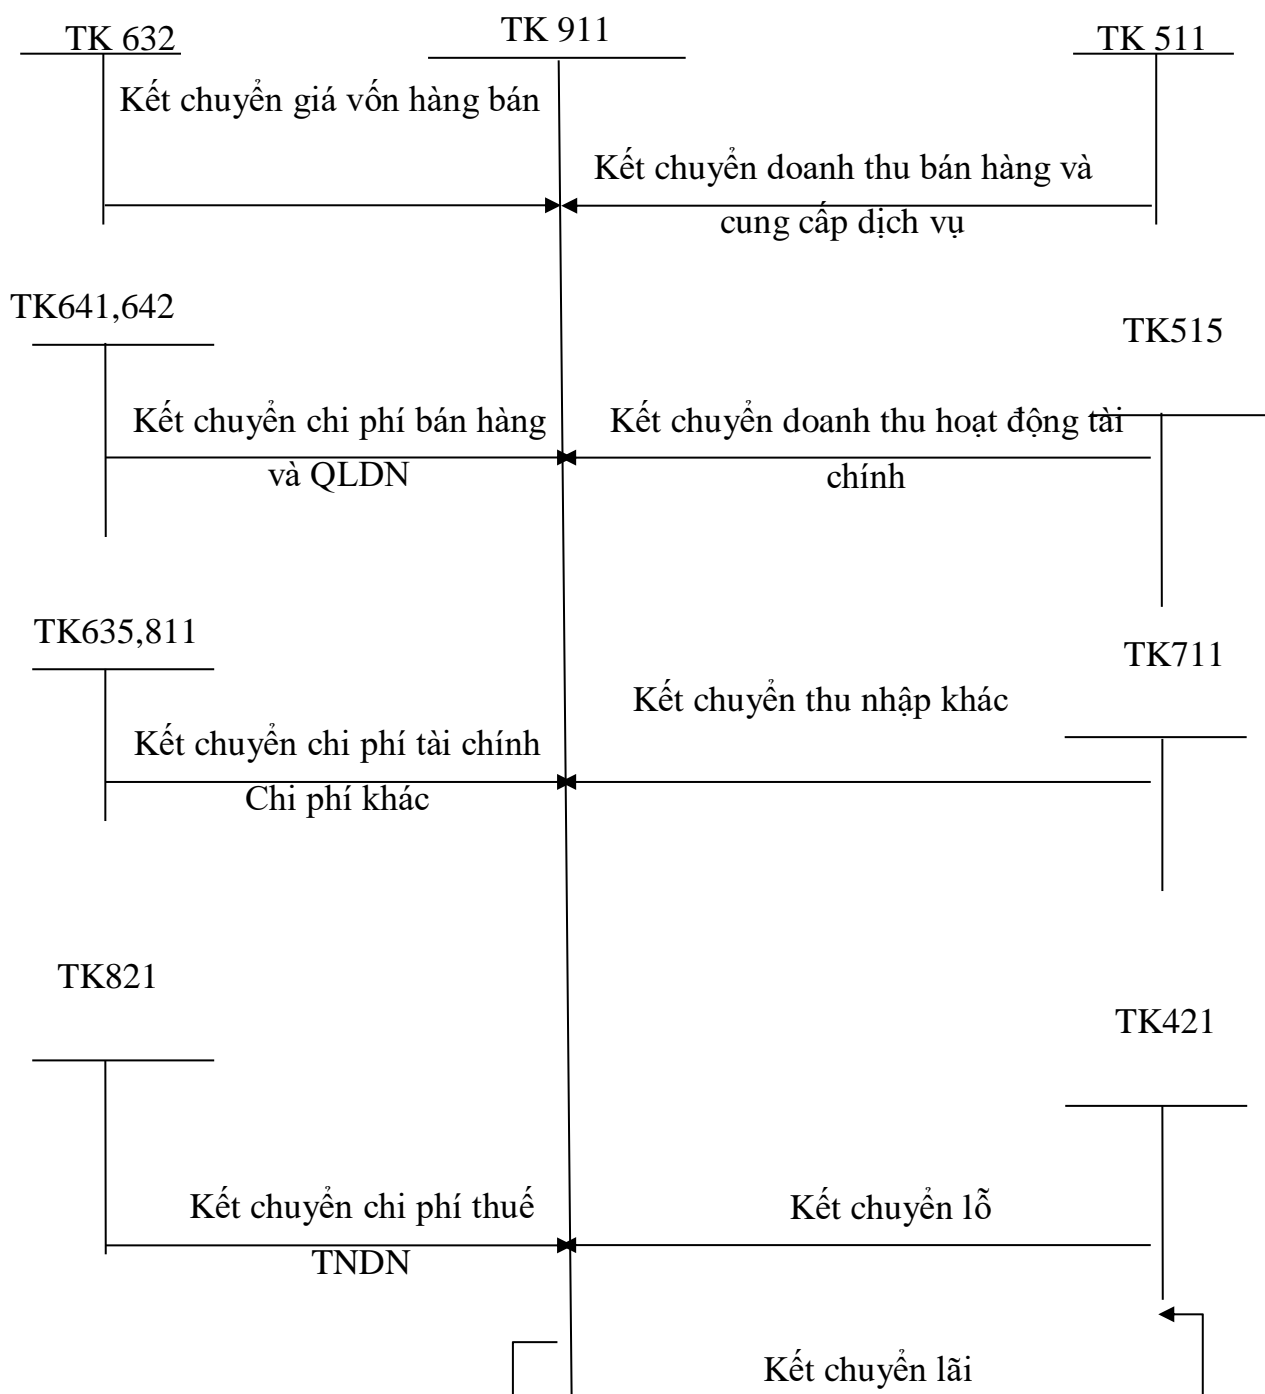 TK 632
TK 911
TK 511
Kết chuyển giá vốn hàng bán
Kết chuyển doanh thu bán hàng và
cung cấp dịch vụ
TK641,642
TK515
Kết chuyển chi phí bán hàng
và QLDN
Kết chuyển doanh thu hoạt động tài
chính
TK635,811
TK711
Kết chuyển thu nhập khác
Kết chuyển chi phí tài chính
Chi phí khác
TK821
TK421
Kết chuyển chi phí thuế
TNDN
Kết chuyển lỗ
Kết chuyển lãi